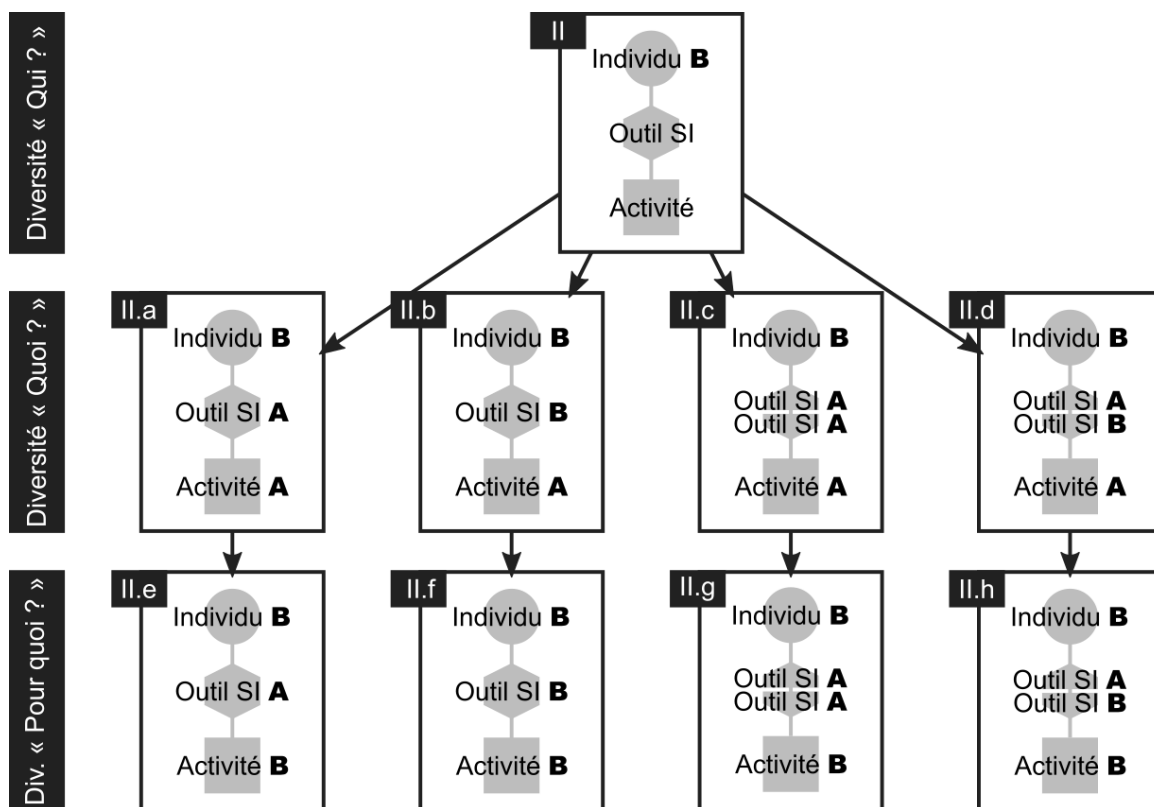 Diversité « Qui ? »
II
Individu B
Outil SI
Activité
Diversité « Quoi ? »
II.a
Individu B
Outil SI A
Activité A
II.b
Individu B
Outil SI B
Activité A
II.c
Individu B
Outil SI A
Outil SI A
Activité A
II.d
Individu B
Outil SI A
Outil SI B
Activité A
Div. « Pour quoi ? »
II.e
Individu B
Outil SI A
Activité B
II.f
Individu B
Outil SI B
Activité B
II.g
Individu B
Outil SI A
Outil SI A
Activité B
II.h
Individu B
Outil SI A
Outil SI B
Activité B